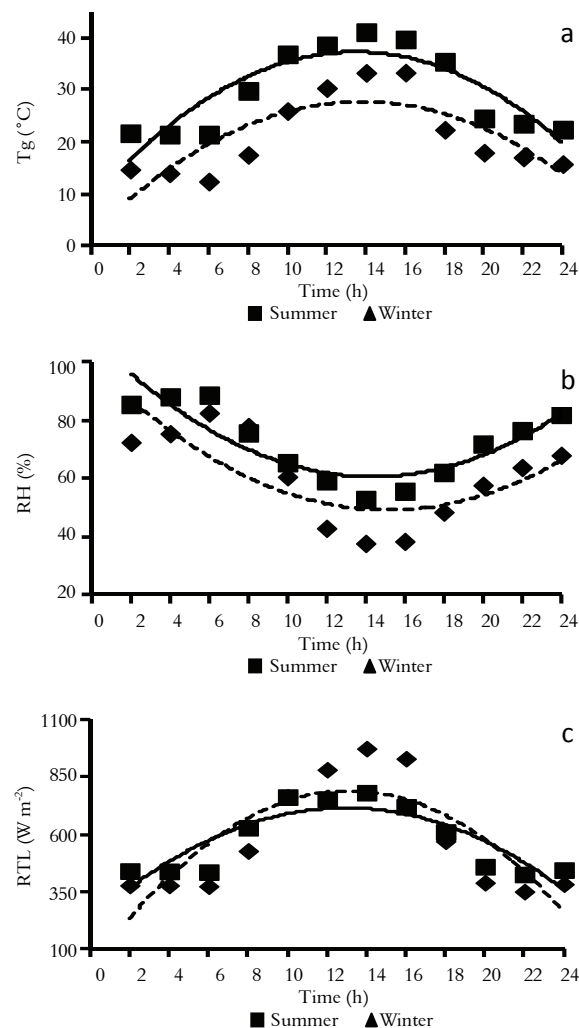 a
40
30
20
10
0
Tg (°C)
0 2 4 6 8 10 12 14 16 18 20 22 24
Time (h)
■ Summer ▲ Winter
b
100
80
60
40
20
RH (%)
0 2 4 6 8 10 12 14 16 18 20 22 24
Time (h)
■ Summer ▲ Winter
c
1100
850
600
350
100
RTL (W m⁻²)
0 2 4 6 8 10 12 14 16 18 20 22 24
Time (h)
■ Summer ▲ Winter